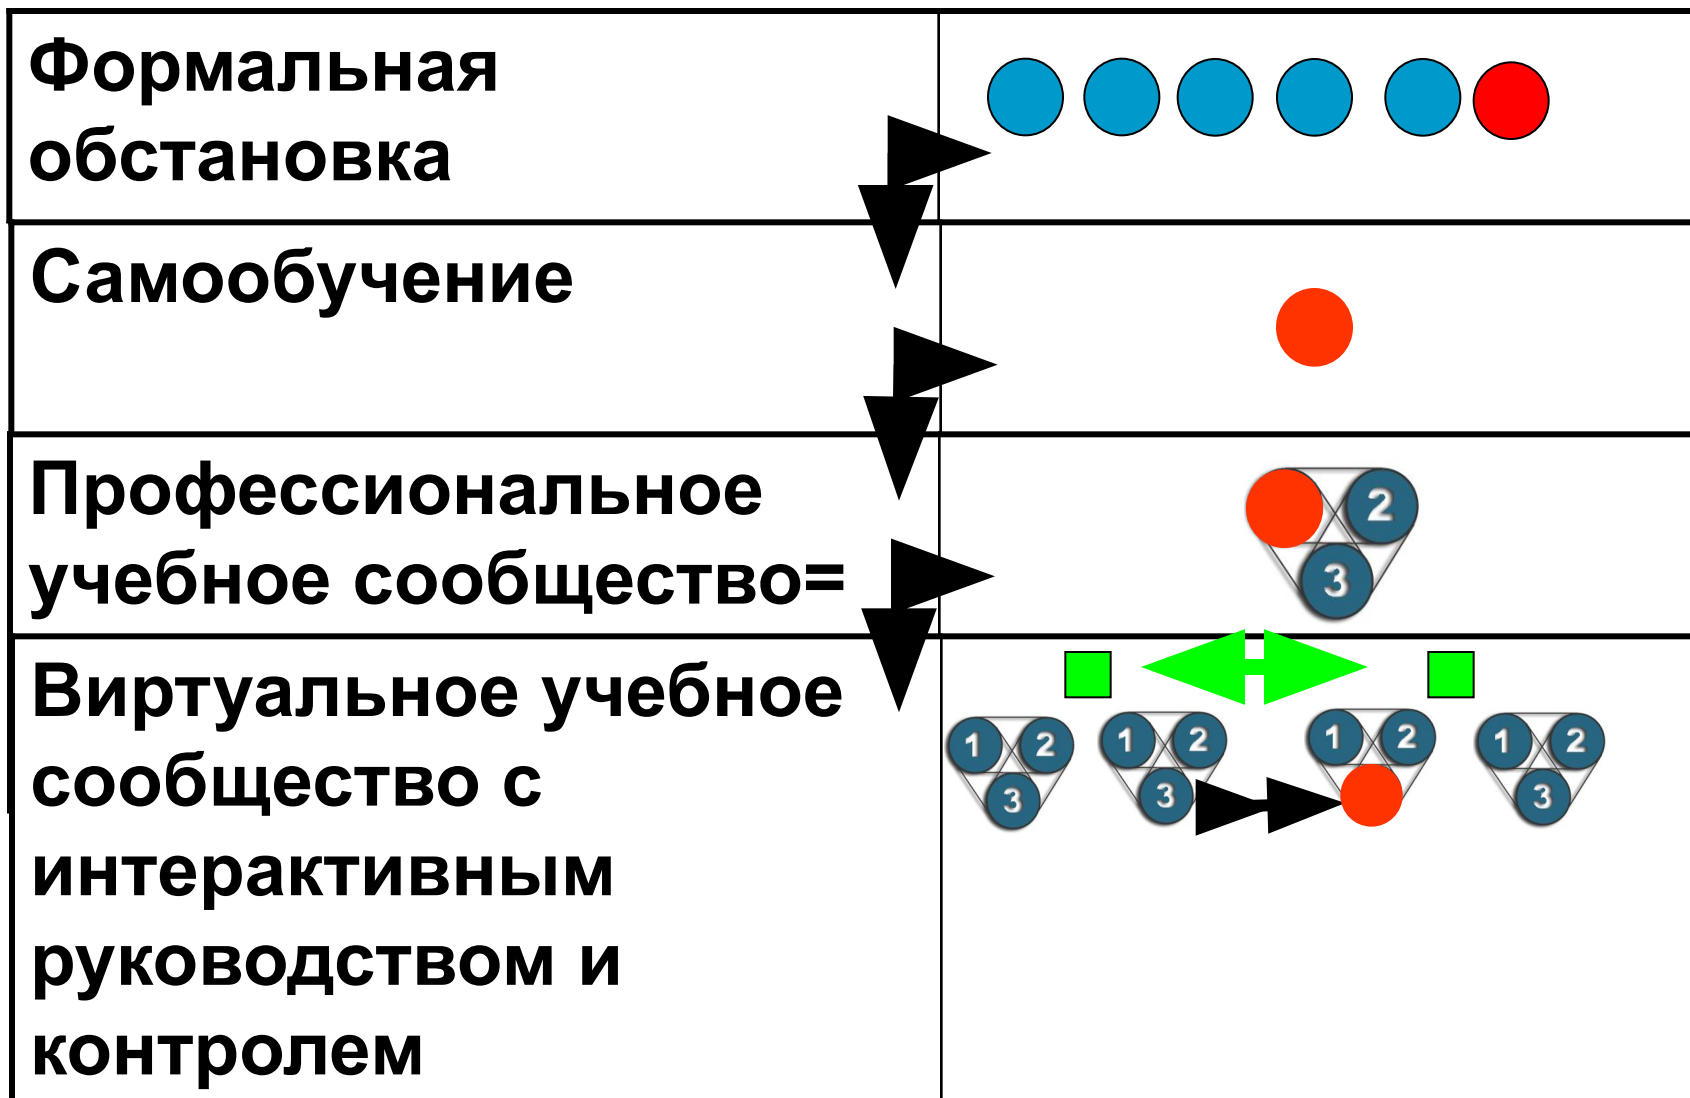 Формальная
обстановка
Самообучение
Профессиональное
учебное сообщество=
2
3
Виртуальное учебное
сообщество с
интерактивным
руководством и
контролем
1 2 1 2 1 2 1 2
3 3 3